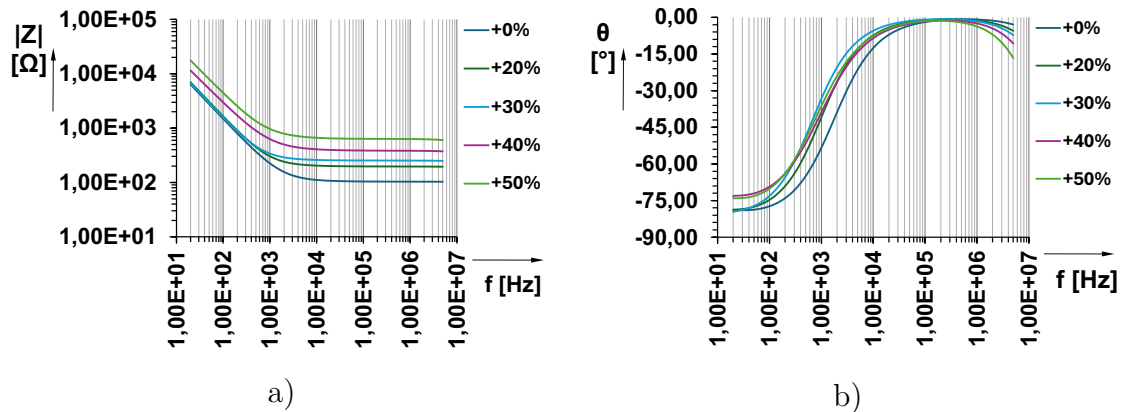 |Z|
[Ω]
1,00E+05
1,00E+04
1,00E+03
1,00E+02
1,00E+01
1,00E+01
1,00E+02
1,00E+03
1,00E+04
1,00E+05
1,00E+06
1,00E+07
f [Hz]
+0%
+20%
+30%
+40%
+50%
a)
θ
[°]
0,00
-15,00
-30,00
-45,00
-60,00
-75,00
-90,00
1,00E+01
1,00E+02
1,00E+03
1,00E+04
1,00E+05
1,00E+06
1,00E+07
f [Hz]
+0%
+20%
+30%
+40%
+50%
b)